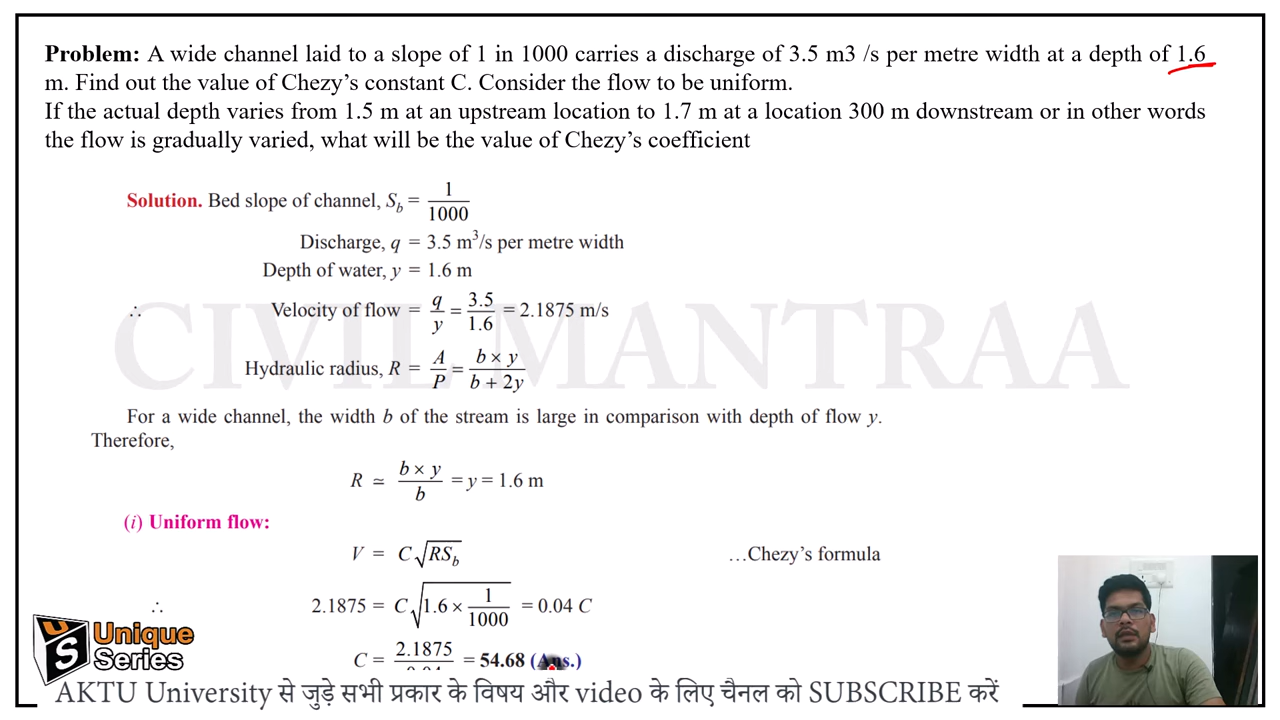 Problem: A wide channel laid to a slope of 1 in 1000 carries a discharge of 3.5 m3 /s per metre width at a depth of 1.6
m. Find out the value of Chezy's constant C. Consider the flow to be uniform.
If the actual depth varies from 1.5 m at an upstream location to 1.7 m at a location 300 m downstream or in other words
the flow is gradually varied, what will be the value of Chezy's coefficient
Solution. Bed slope of channel, S_b = 1/1000
Discharge, q = 3.5 m³/s per metre width
Depth of water, y = 1.6 m
∴ Velocity of flow = q/y = 3.5/1.6 = 2.1875 m/s
CIVIL MANTRAA
Hydraulic radius, R = A/P = b × y/b + 2y
For a wide channel, the width b of the stream is large in comparison with depth of flow y.
Therefore,
R ≃ b × y/b = y = 1.6 m
(i) Uniform flow:
V = C√RS_b ...Chezy's formula
∴ 2.1875 = C√1.6 × 1/1000 = 0.04 C
C = 2.1875 = 54.68 (Ans.)
US
Unique
Series
AKTU University से जुड़े सभी प्रकार के विषय और video के लिए चैनल को SUBSCRIBE करें